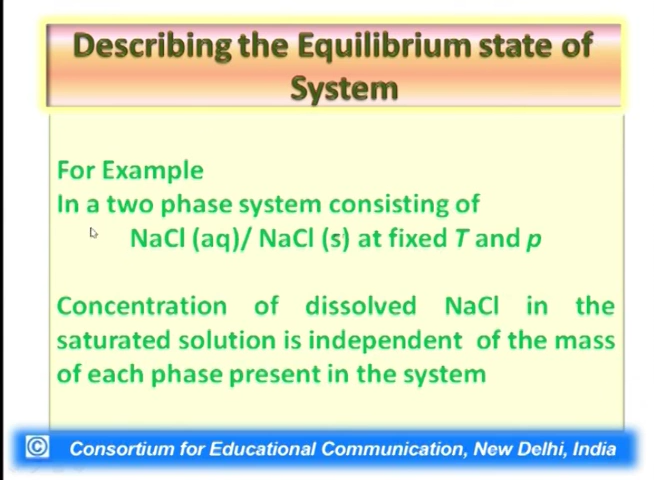 Describing the Equilibrium state of
System
For Example
In a two phase system consisting of
NaCl (aq)/ NaCl (s) at fixed T and p
Concentration of dissolved NaCl in the
saturated solution is independent of the mass
of each phase present in the system
© Consortium for Educational Communication, New Delhi, India